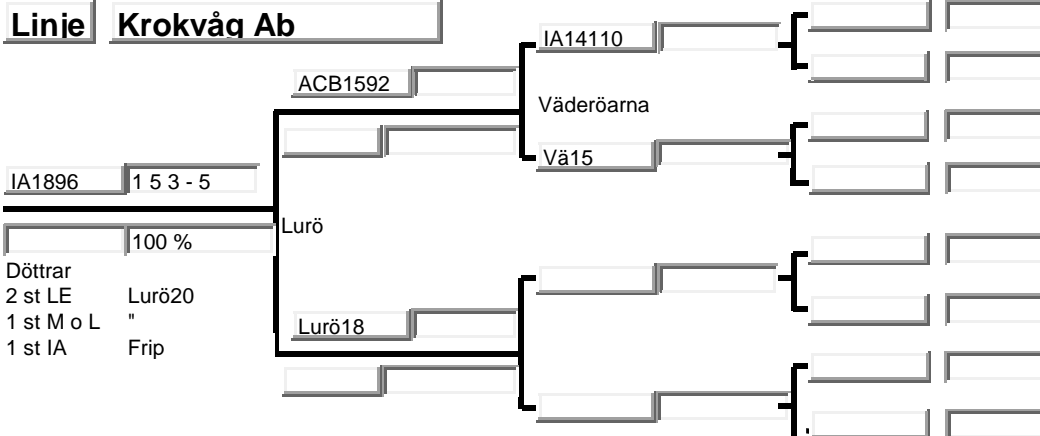 Linje Krokvåg Ab
IA14110
ACB1592
Väderöarna
Vä15
IA1896 1 5 3 - 5
Lurö
100 %
Döttrar
2 st LE Lurö20
1 st M o L "
Lurö18
1 st IA Frip